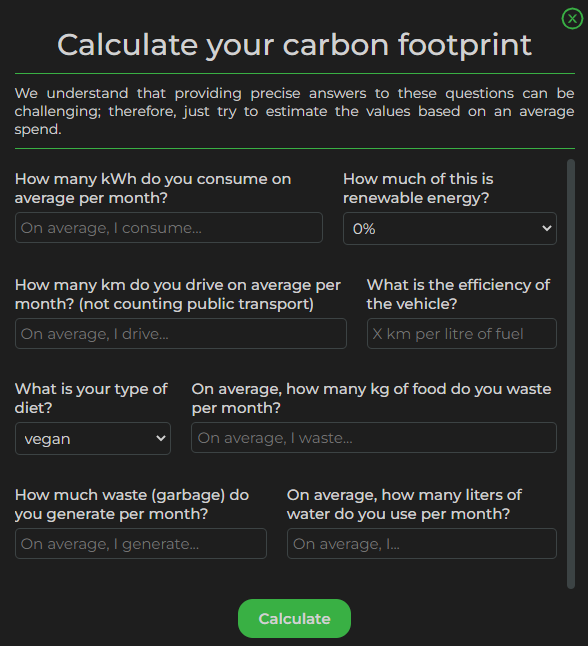 X
Calculate your carbon footprint
We understand that providing precise answers to these questions can be
challenging; therefore, just try to estimate the values based on an average
spend.
How many kWh do you consume on
average per month?
On average, I consume...
How much of this is
renewable energy?
0%
How many km do you drive on average per
month? (not counting public transport)
On average, I drive...
What is the efficiency of
the vehicle?
X km per litre of fuel
What is your type of
diet?
vegan
On average, how many kg of food do you waste
per month?
On average, I waste...
How much waste (garbage) do
you generate per month?
On average, I generate...
On average, how many liters of
water do you use per month?
On average, I...
Calculate